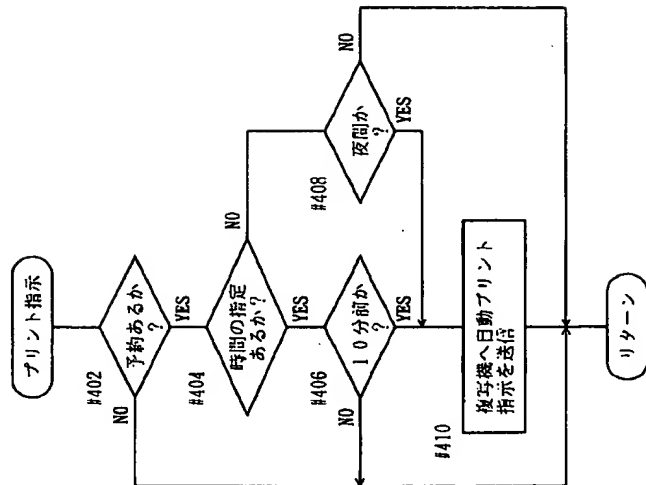 プリント指示
#402
予約あるか
?
NO
YES
#404
時間の指定
あるか?
NO
YES
#406
10分前か
?
NO
YES
#408
夜間か
?
NO
YES
#410
複写機へ自動プリント
指示を送信
リターン